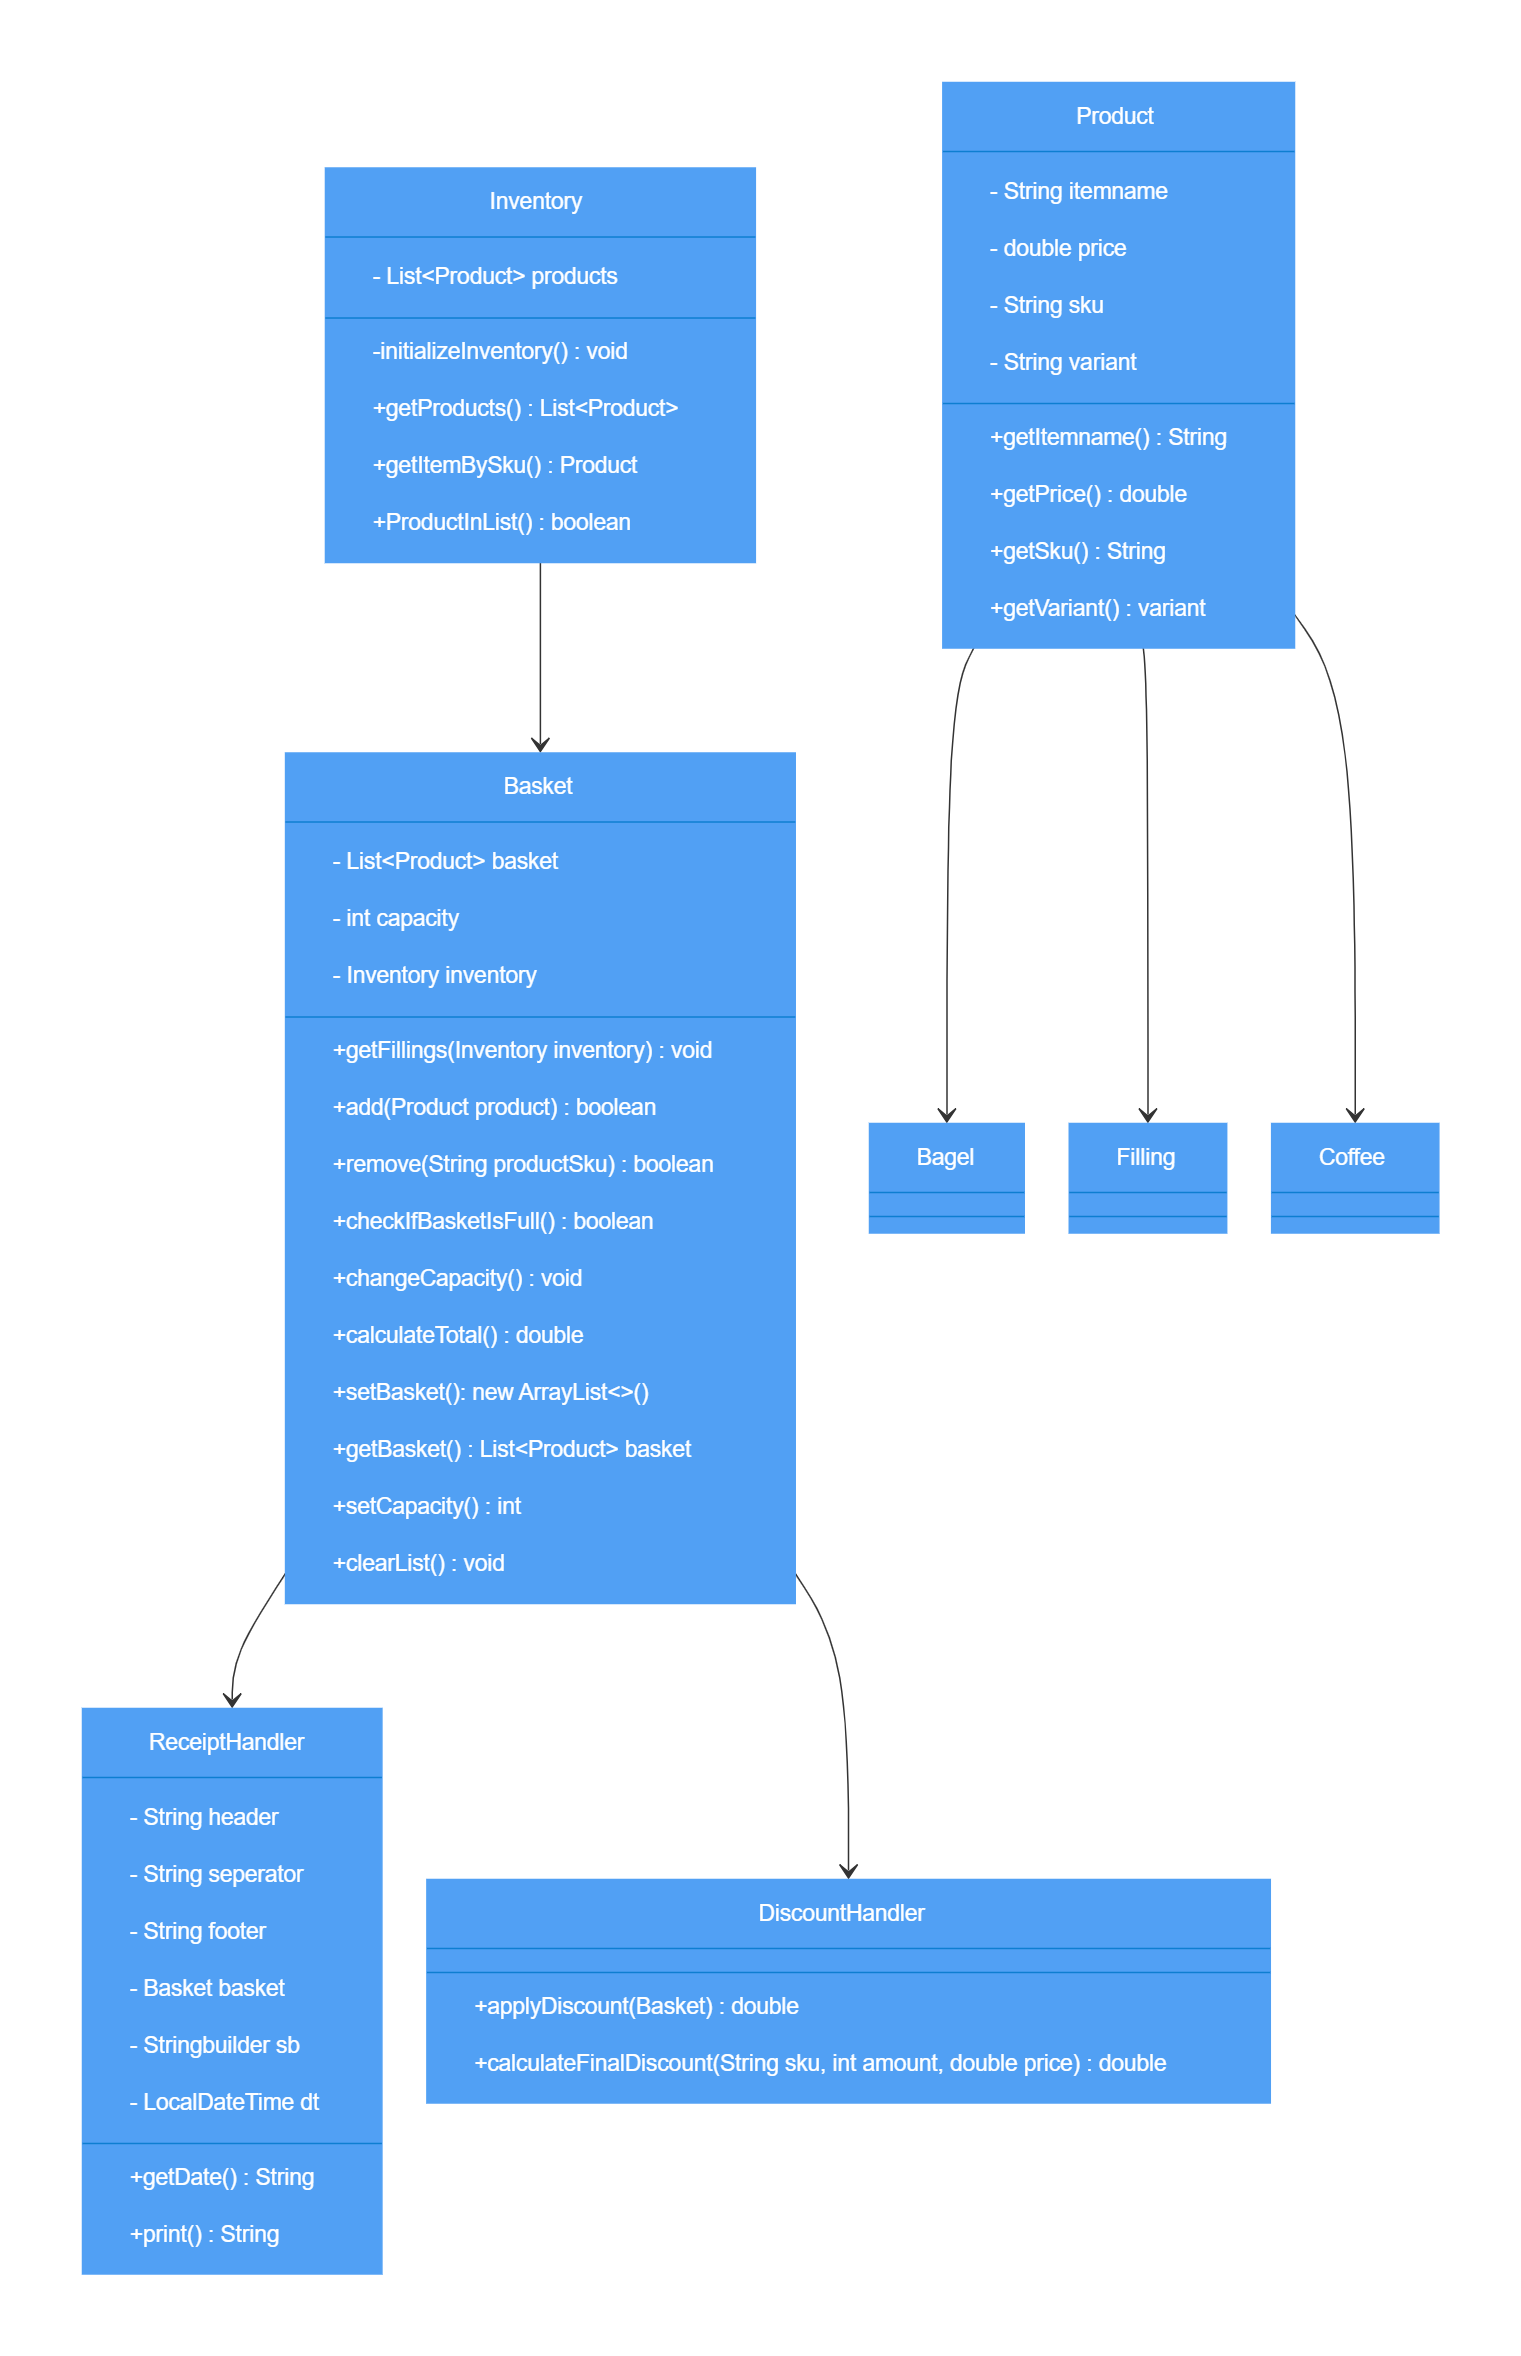 Product
- String itemname
- double price
- String sku
- String variant
+getItemname() : String
+getPrice() : double
+getSku() : String
+getVariant() : variant
Inventory
- List<Product> products
-initializeInventory() : void
+getProducts() : List<Product>
+getItemBySku() : Product
+ProductInList() : boolean
Basket
- List<Product> basket
- int capacity
- Inventory inventory
+getFillings(Inventory inventory) : void
+add(Product product) : boolean
+remove(String productSku) : boolean
+checkIfBasketIsFull() : boolean
+changeCapacity() : void
+calculateTotal() : double
+setBasket(): new ArrayList<>()
+getBasket() : List<Product> basket
+setCapacity() : int
+clearList() : void
Bagel
Filling
Coffee
ReceiptHandler
- String header
- String seperator
- String footer
- Basket basket
- Stringbuilder sb
- LocalDateTime dt
+getDate() : String
+print() : String
DiscountHandler
+applyDiscount(Basket) : double
+calculateFinalDiscount(String sku, int amount, double price) : double